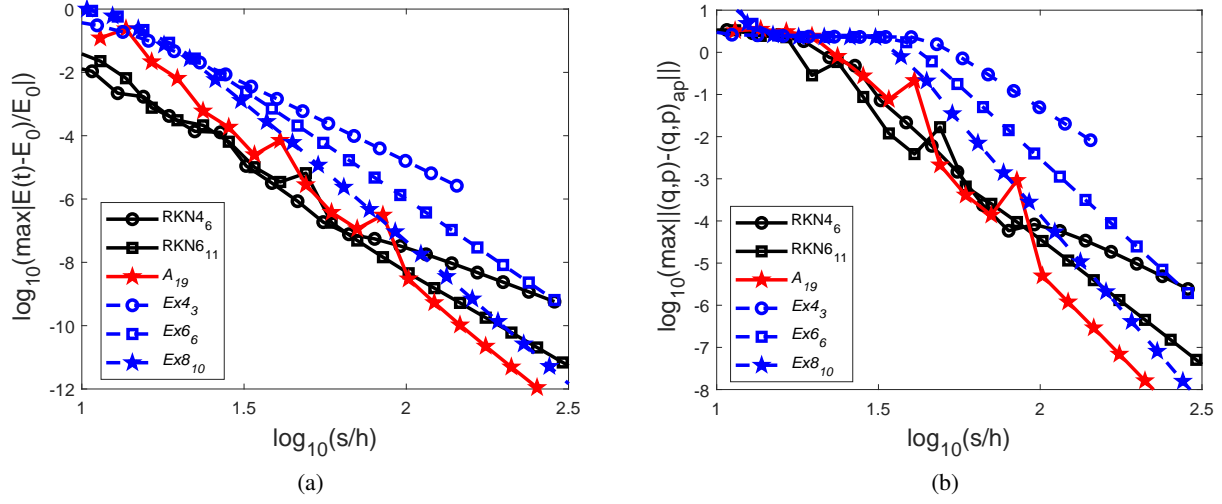 log10(max|E(t)-E0)/E0|)
0
-2
-4
-6
-8
-10
-12
1
1.5
2
2.5
log10(s/h)
RKN4_6
RKN6_11
A_19
Ex4_3
Ex6_6
Ex8_10
(a)
log10(max||(q,p)-(q,p)ap||)
1
0
-1
-2
-3
-4
-5
-6
-7
-8
1
1.5
2
2.5
log10(s/h)
RKN4_6
RKN6_11
A_19
Ex4_3
Ex6_6
Ex8_10
(b)